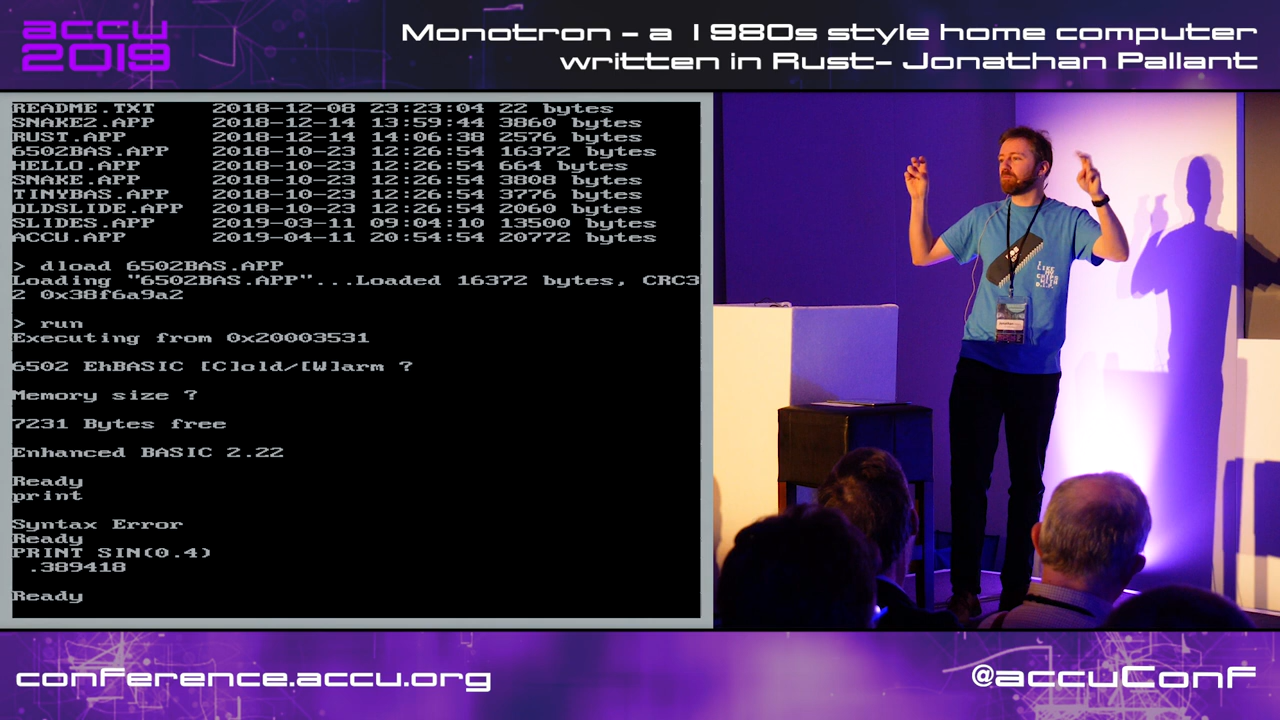 accu
2019
Monotron - a 1980s style home computer
written in Rust- Jonathan Pallant
README.TXT 2018-12-08 23:23:04 22 bytes
SNAKE2.APP 2018-12-14 13:59:44 3860 bytes
RUST.APP 2018-12-14 14:06:38 2576 bytes
6502BAS.APP 2018-10-23 12:26:54 16372 bytes
HELLO.APP 2018-10-23 12:26:54 664 bytes
SNAKE.APP 2018-10-23 12:26:54 3808 bytes
TINYBAS.APP 2018-10-23 12:26:54 3776 bytes
OLDSLIDE.APP 2018-10-23 12:26:54 2060 bytes
SLIDES.APP 2019-03-11 09:04:10 13500 bytes
ACCU.APP 2019-04-11 20:54:54 20772 bytes
> dload 6502BAS.APP
Loading "6502BAS.APP"...Loaded 16372 bytes, CRC3
2 0x38f6a9a2
> run
Executing from 0x20003531
6502 EhBASIC [C]old/[W]arm ?
Memory size ?
7231 Bytes free
Enhanced BASIC 2.22
Ready
print
Syntax Error
Ready
PRINT SIN(0.4)
.389418
Ready
conference.accu.org
@accuConf